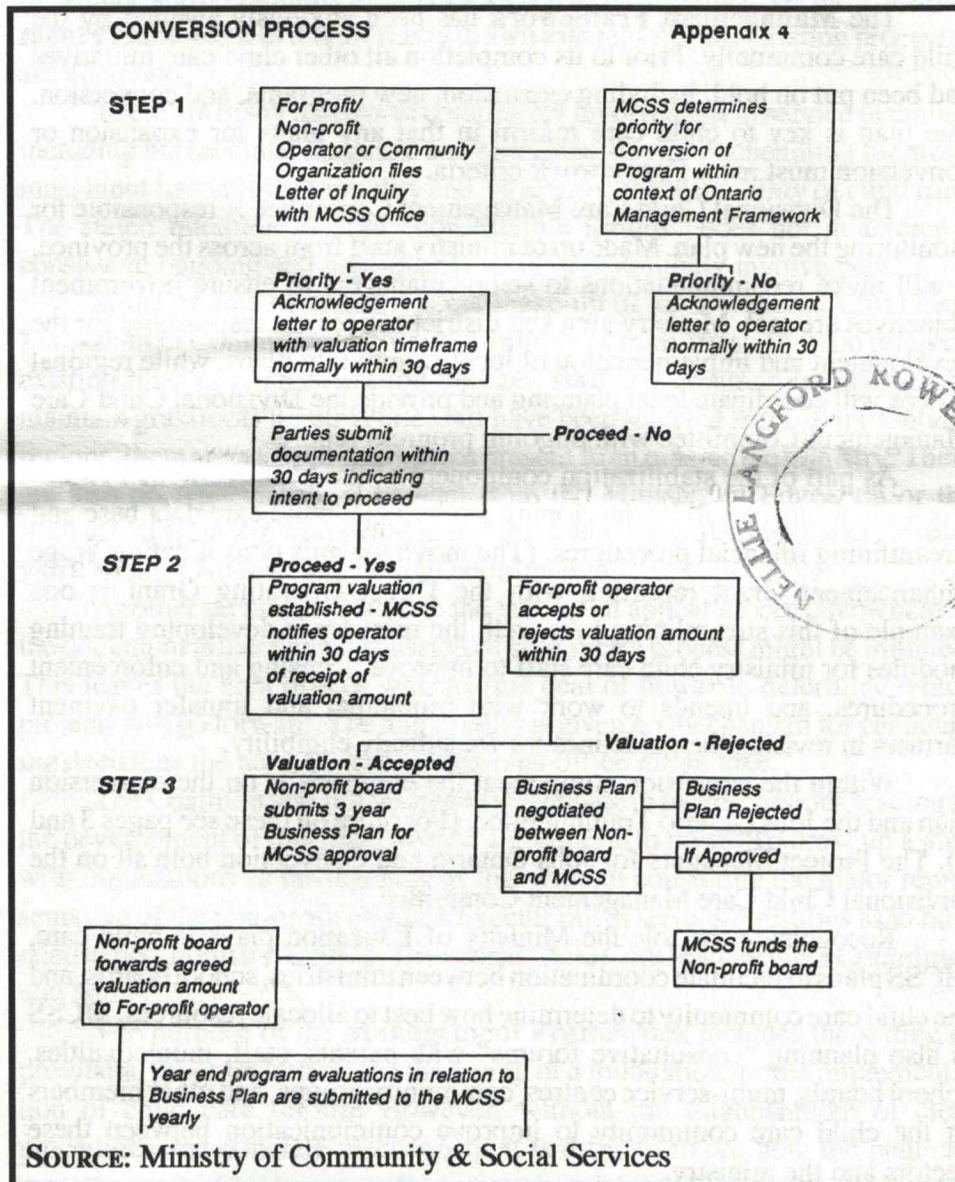 CONVERSION PROCESS
Appendix 4
STEP 1
For Profit/
Non-profit
Operator or Community
Organization files
Letter of Inquiry
with MCSS Office
MCSS determines
priority for
Conversion of
Program within
context of Ontario
Management Framework
Priority - Yes
Acknowledgement
letter to operator
with valuation timeframe
normally within 30 days
Priority - No
Acknowledgement
letter to operator
normally within 30
days
Parties submit
documentation within
30 days indicating
intent to proceed
Proceed - No
NELLIE LANGFORD ROWE
STEP 2
Proceed - Yes
Program valuation
established - MCSS
notifies operator
within 30 days
of receipt of
valuation amount
For-profit operator
accepts or
rejects valuation amount
within 30 days
Valuation - Rejected
STEP 3
Valuation - Accepted
Non-profit board
submits 3 year
Business Plan for
MCSS approval
Business Plan
negotiated
between Non-
profit board
and MCSS
Business
Plan Rejected
If Approved
MCSS funds the
Non-profit board
Non-profit board
forwards agreed
valuation amount
to For-profit operator
Year end program evaluations in relation to
Business Plan are submitted to the MCSS
yearly
SOURCE: Ministry of Community & Social Services